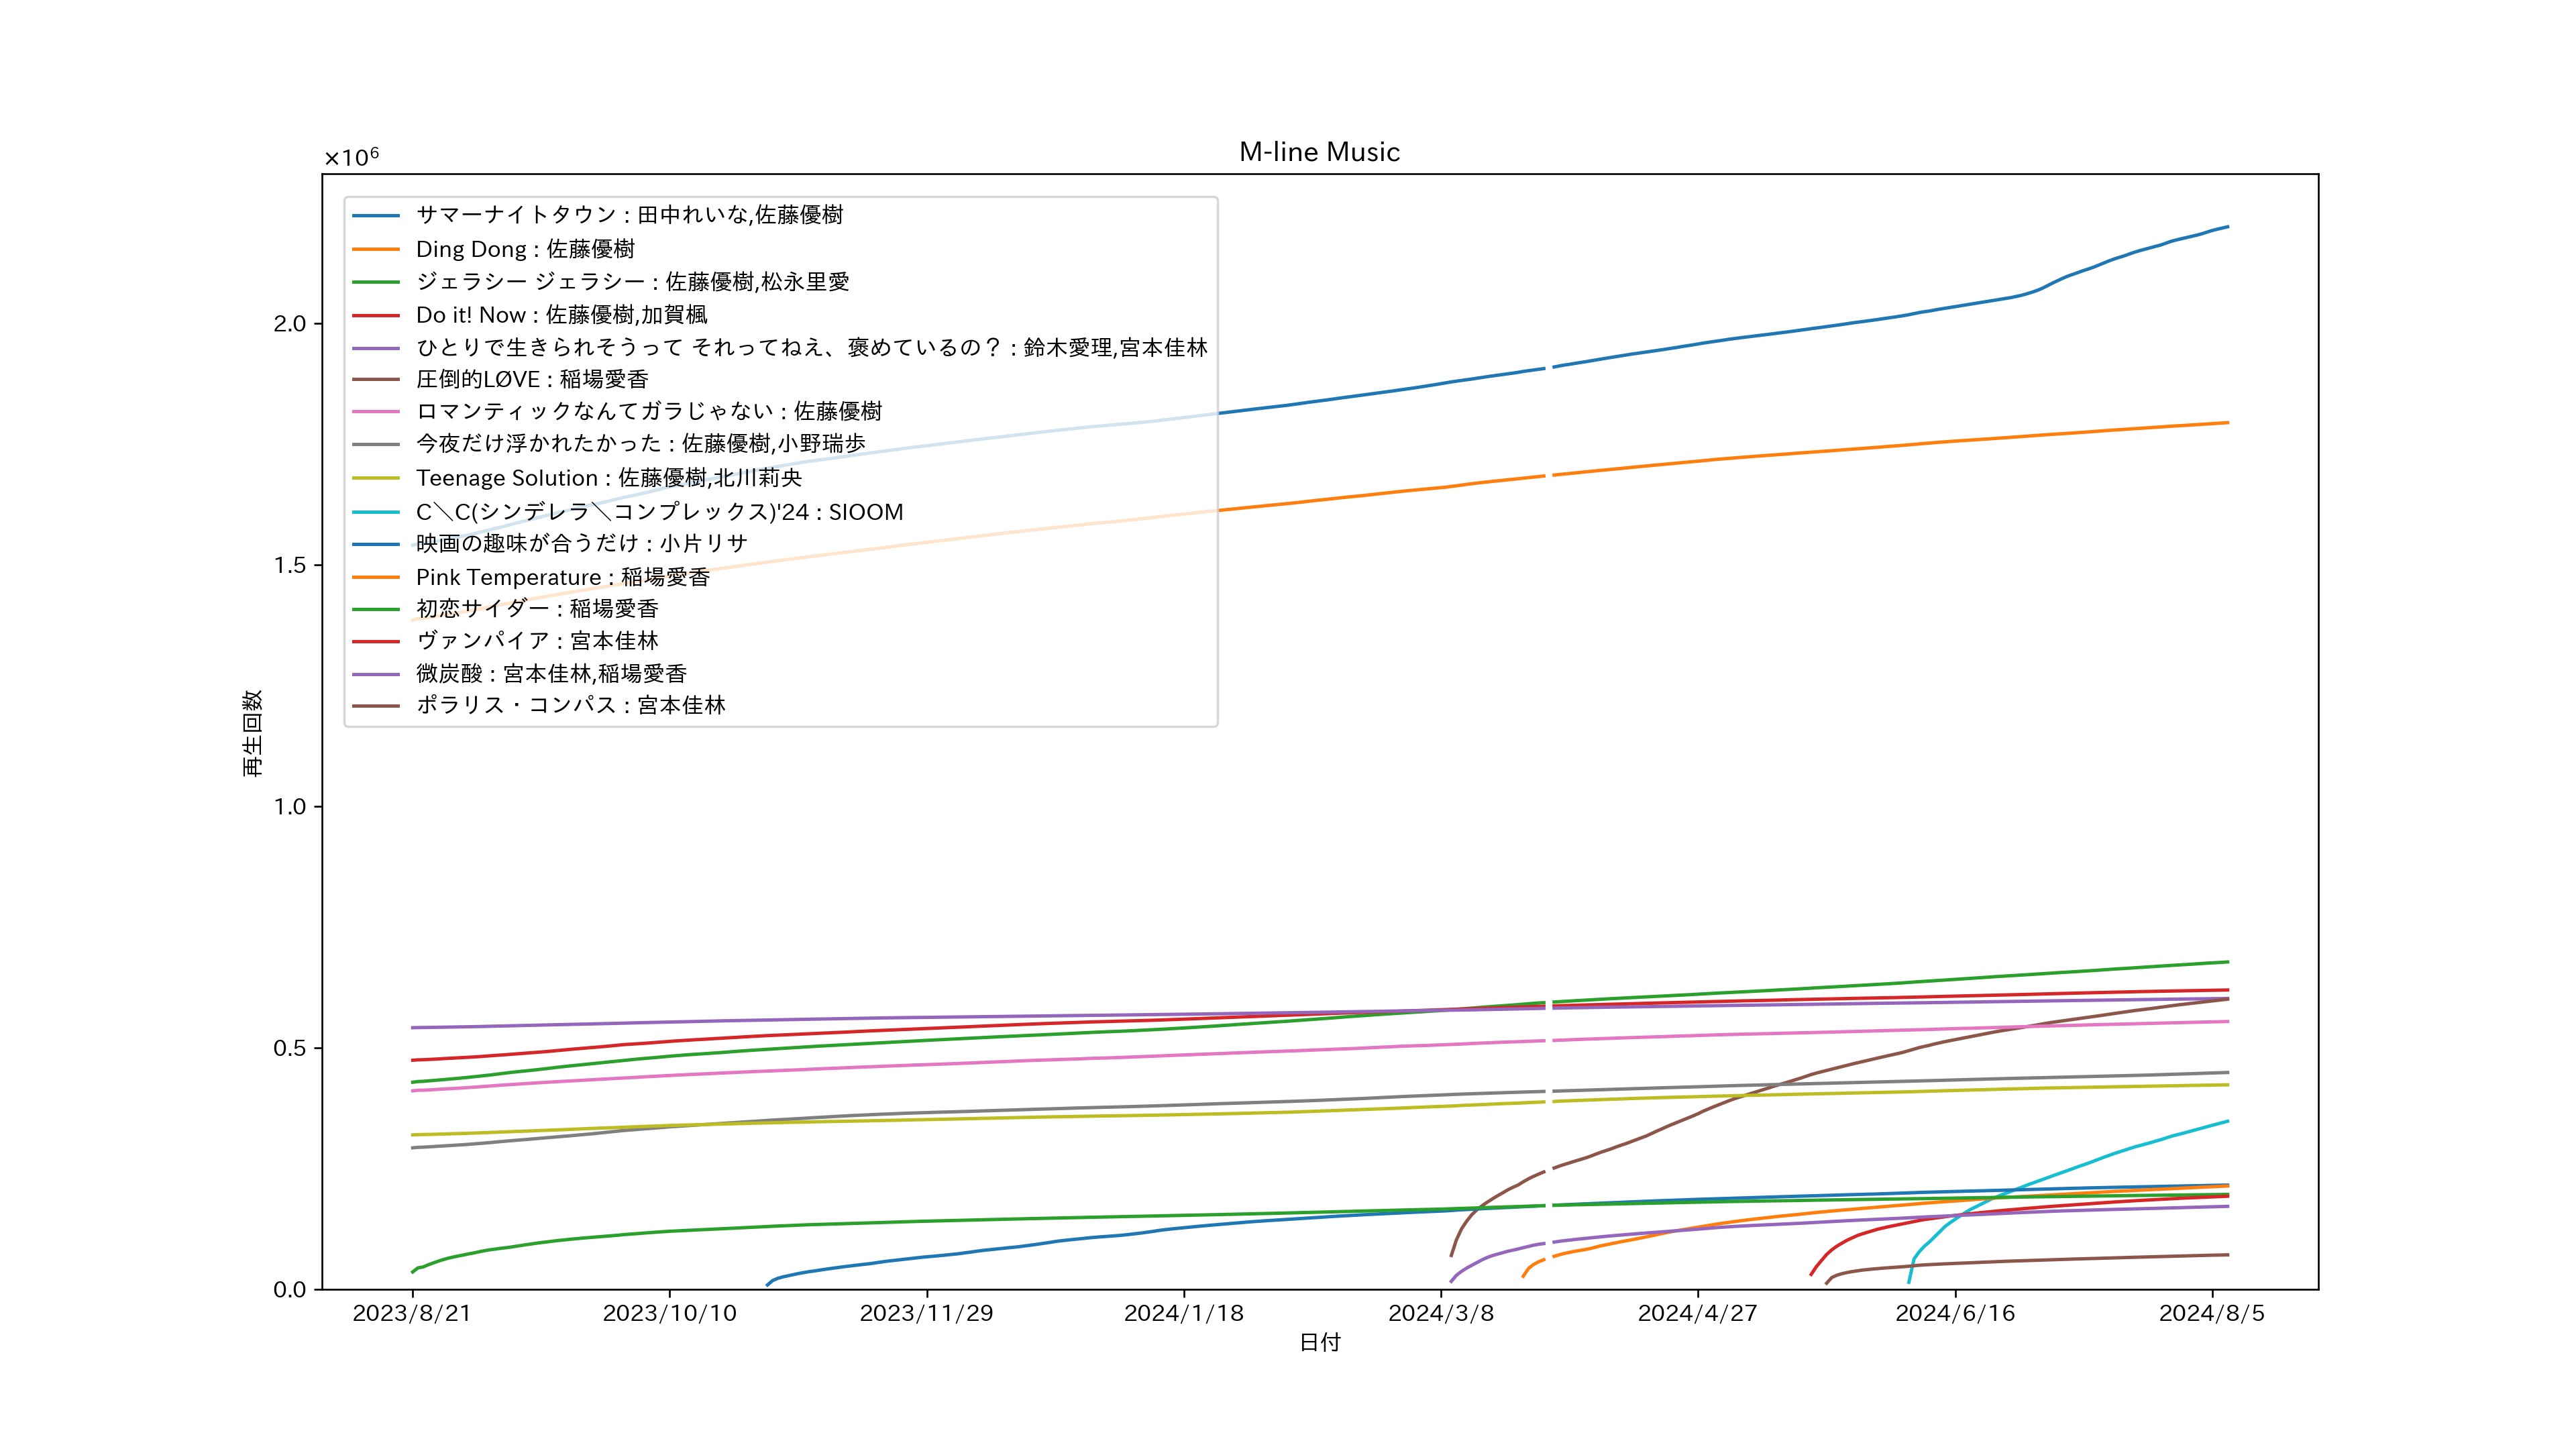 M-line Music
×10⁶
サマーナイトタウン : 田中れいな,佐藤優樹
Ding Dong : 佐藤優樹
ジェラシー ジェラシー : 佐藤優樹,松永里愛
Do it! Now : 佐藤優樹,加賀楓
ひとりで生きられそうって それってねえ、褒めているの？ : 鈴木愛理,宮本佳林
圧倒的LØVE : 稲場愛香
ロマンティックなんてガラじゃない : 佐藤優樹
今夜だけ浮かれたかった : 佐藤優樹,小野瑞歩
Teenage Solution : 佐藤優樹,北川莉央
C＼C(シンデレラ＼コンプレックス)'24 : SIOOM
映画の趣味が合うだけ : 小片リサ
Pink Temperature : 稲場愛香
初恋サイダー : 稲場愛香
ヴァンパイア : 宮本佳林
微炭酸 : 宮本佳林,稲場愛香
ポラリス・コンパス : 宮本佳林
2.0
1.5
1.0
0.5
0.0
再生回数
2023/8/21 2023/10/10 2023/11/29 2024/1/18 2024/3/8 2024/4/27 2024/6/16 2024/8/5
日付